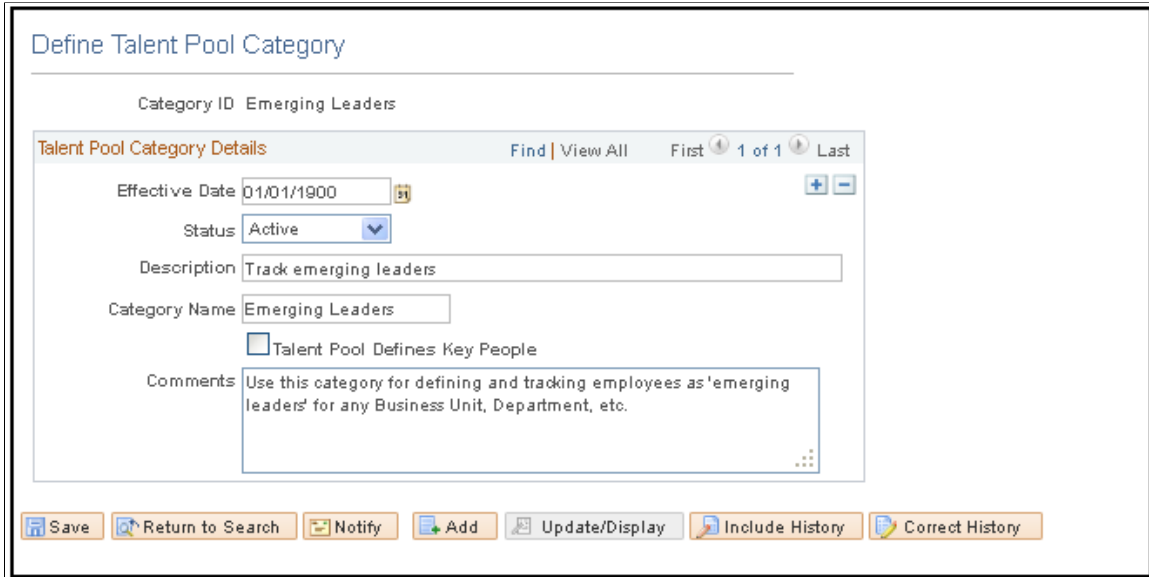 Define Talent Pool Category
Category ID Emerging Leaders
Talent Pool Category Details Find | View All First 1 of 1 Last
Effective Date 01/01/1900
Status Active
Description Track emerging leaders
Category Name Emerging Leaders
Talent Pool Defines Key People
Comments Use this category for defining and tracking employees as 'emerging
leaders' for any Business Unit, Department, etc.
Save Return to Search Notify Add Update/Display Include History Correct History